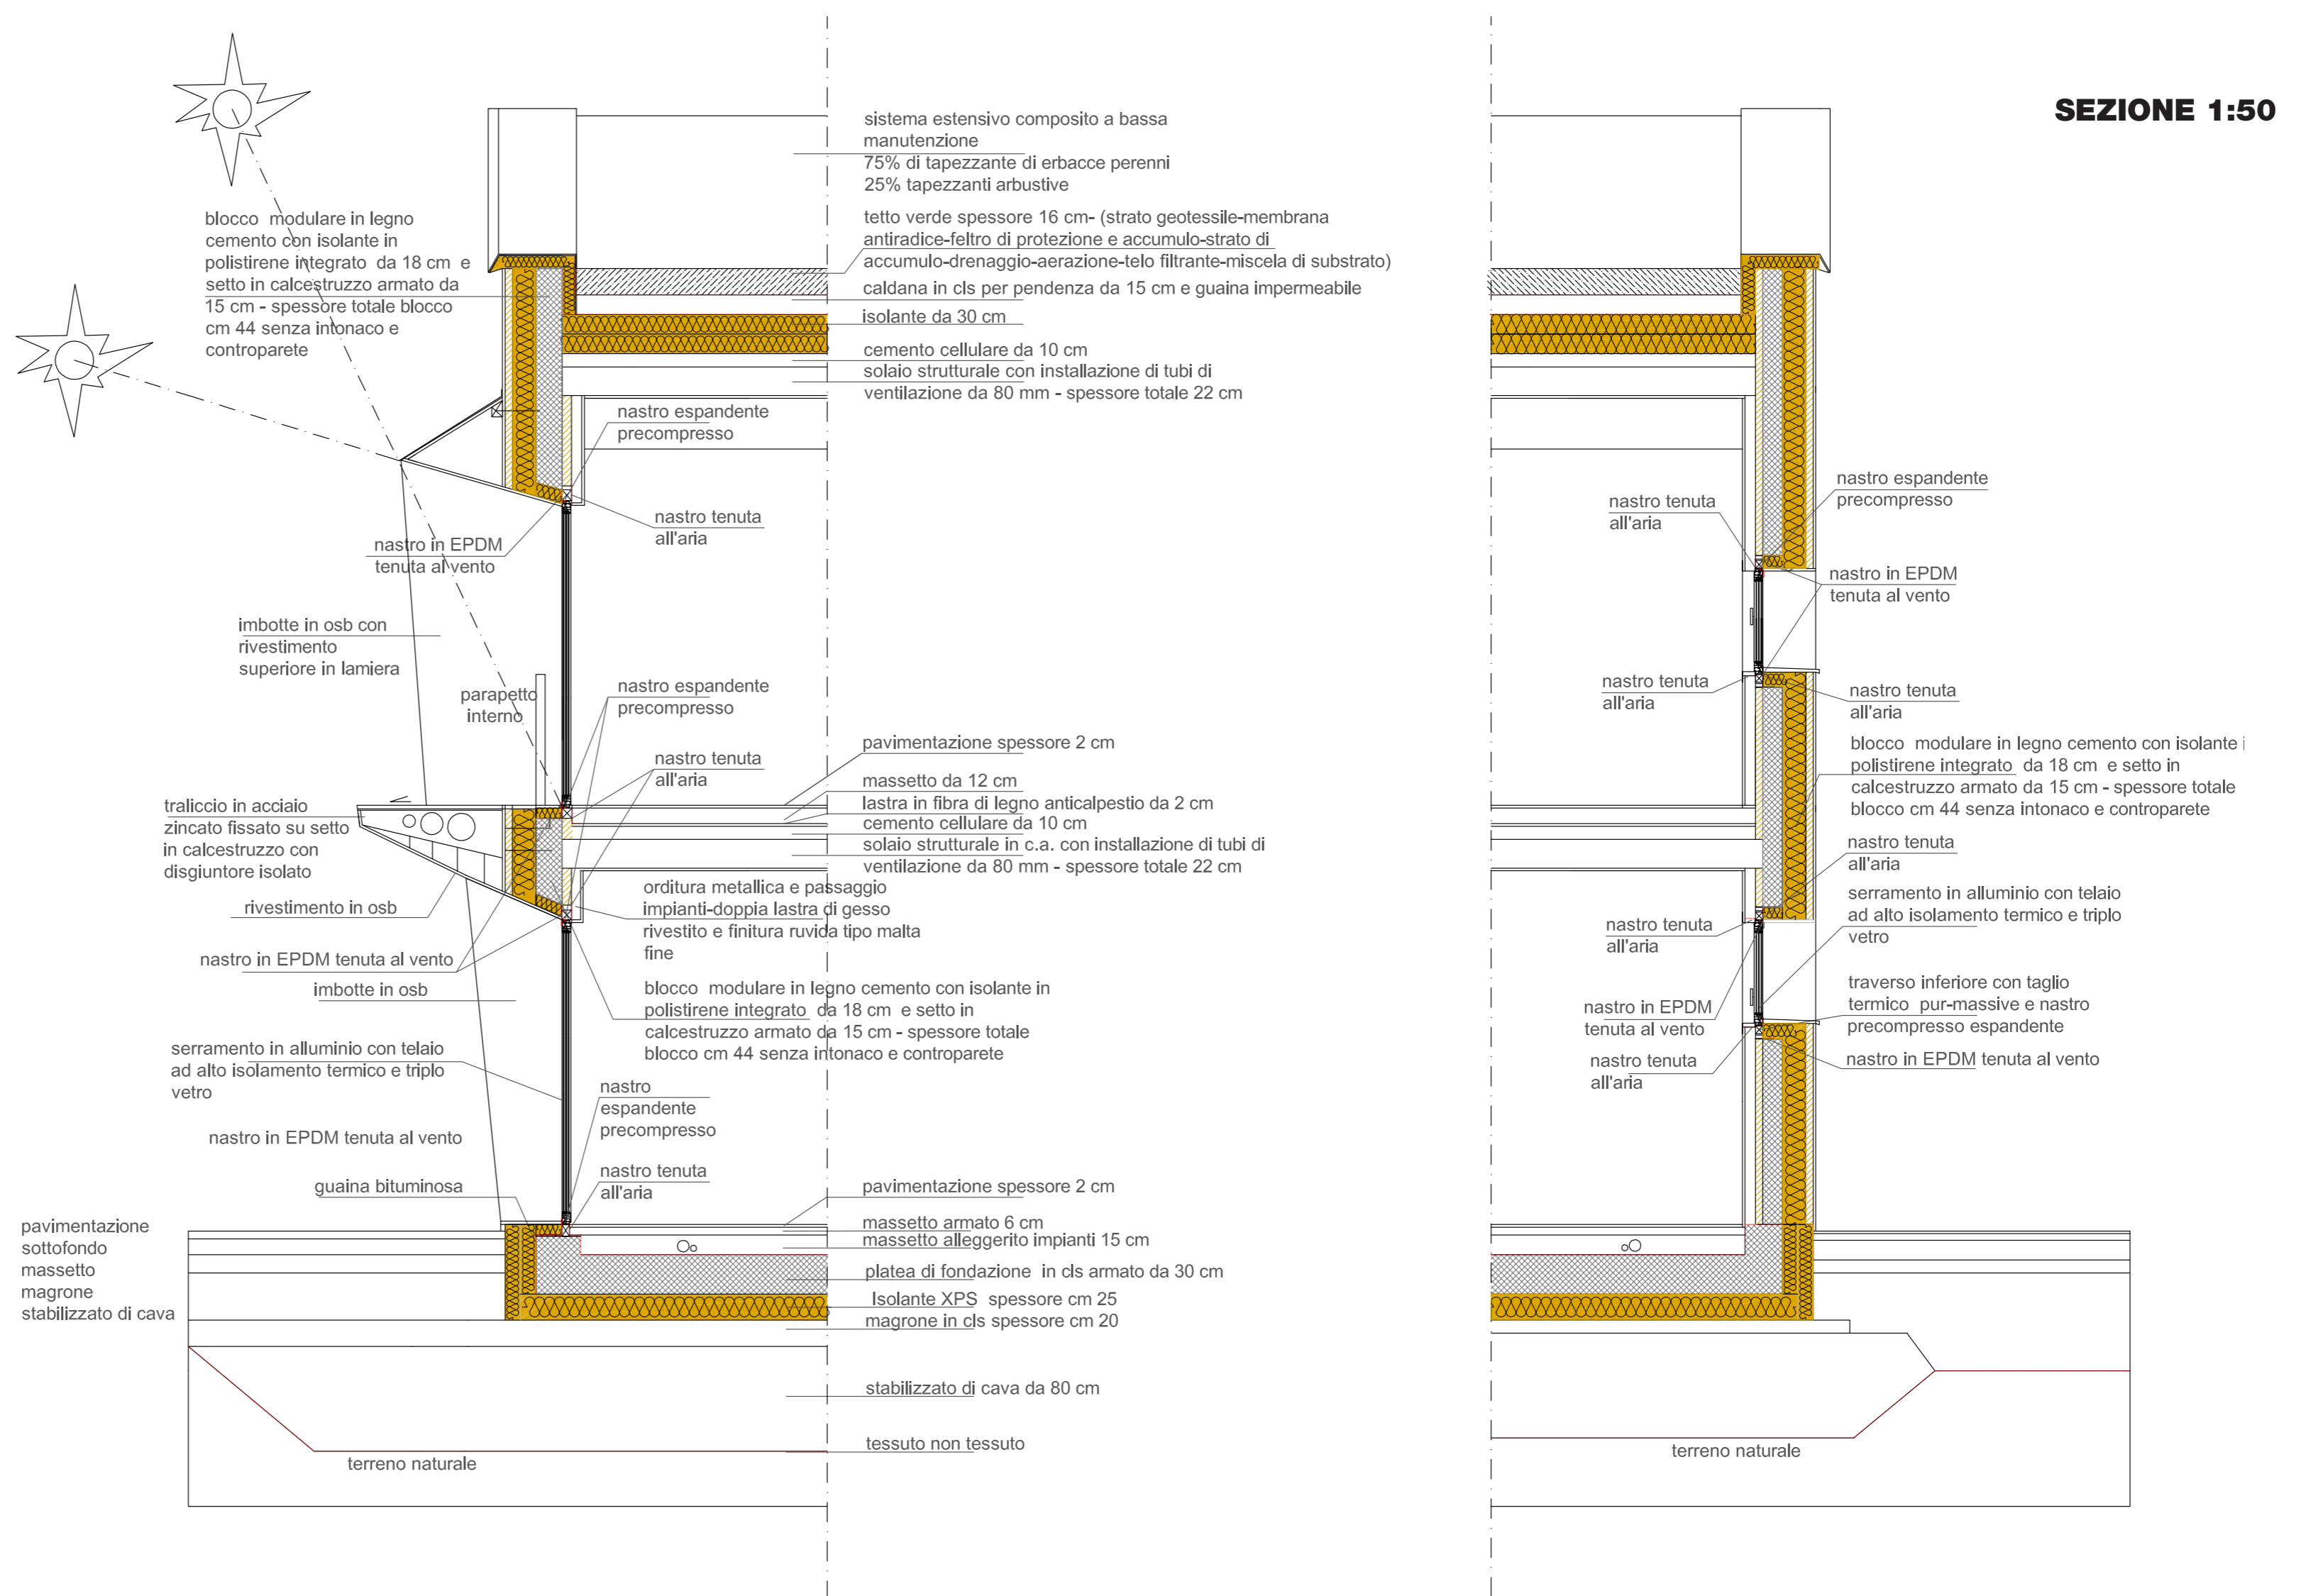 SEZIONE 1:50
sistema estensivo composito a bassa
manutenzione
75% di tapezzante di erbacce perenni
25% tapezzanti arbustive
tetto verde spessore 16 cm- (strato geotessile-membrana
antiradice-feltro di protezione e accumulo-strato di
accumulo-drenaggio-aerazione-telo filtrante-miscela di substrato)
caldana in cls per pendenza da 15 cm e guaina impermeabile
isolante da 30 cm
cemento cellulare da 10 cm
solaio strutturale con installazione di tubi di
ventilazione da 80 mm - spessore totale 22 cm
blocco modulare in legno
cemento con isolante in
polistirene integrato da 18 cm e
setto in calcestruzzo armato da
15 cm - spessore totale blocco
cm 44 senza intonaco e
controparete
nastro espandente
precompresso
nastro tenuta
all'aria
nastro in EPDM
tenuta al vento
imbotte in osb con
rivestimento
superiore in lamiera
parapetto
interno
nastro espandente
precompresso
nastro tenuta
all'aria
pavimentazione spessore 2 cm
massetto da 12 cm
lastra in fibra di legno anticalpestio da 2 cm
cemento cellulare da 10 cm
solaio strutturale in c.a. con installazione di tubi di
ventilazione da 80 mm - spessore totale 22 cm
traliccio in acciaio
zincato fissato su setto
in calcestruzzo con
disgiuntore isolato
rivestimento in osb
orditura metallica e passaggio
impianti-doppia lastra di gesso
rivestito e finitura ruvida tipo malta
fine
nastro in EPDM tenuta al vento
imbotte in osb
blocco modulare in legno cemento con isolante in
polistirene integrato da 18 cm e setto in
calcestruzzo armato da 15 cm - spessore totale
blocco cm 44 senza intonaco e controparete
serramento in alluminio con telaio
ad alto isolamento termico e triplo
vetro
nastro
espandente
precompresso
nastro in EPDM tenuta al vento
nastro tenuta
all'aria
guaina bituminosa
pavimentazione
sottofondo
massetto
magrone
stabilizzato di cava
pavimentazione spessore 2 cm
massetto armato 6 cm
massetto alleggerito impianti 15 cm
platea di fondazione in cls armato da 30 cm
Isolante XPS spessore cm 25
magrone in cls spessore cm 20
stabilizzato di cava da 80 cm
tessuto non tessuto
terreno naturale
nastro tenuta
all'aria
nastro espandente
precompresso
nastro in EPDM
tenuta al vento
nastro tenuta
all'aria
nastro tenuta
all'aria
blocco modulare in legno cemento con isolante i
polistirene integrato da 18 cm e setto in
calcestruzzo armato da 15 cm - spessore totale
blocco cm 44 senza intonaco e controparete
nastro tenuta
all'aria
serramento in alluminio con telaio
ad alto isolamento termico e triplo
vetro
nastro tenuta
all'aria
traverso inferiore con taglio
termico pur-massive e nastro
precompresso espandente
nastro in EPDM
tenuta al vento
nastro tenuta
all'aria
nastro in EPDM tenuta al vento
terreno naturale